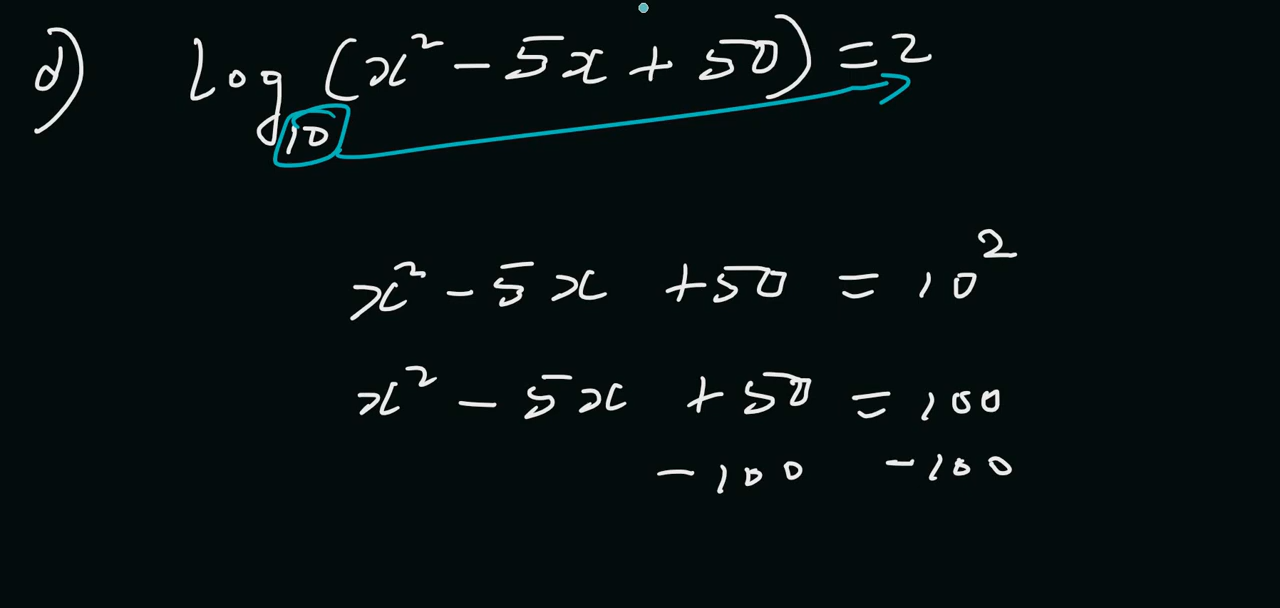 d) log₁₀(x² - 5x + 50) = 2
x² - 5x + 50 = 10²
x² - 5x + 50 = 100
- 100 - 100